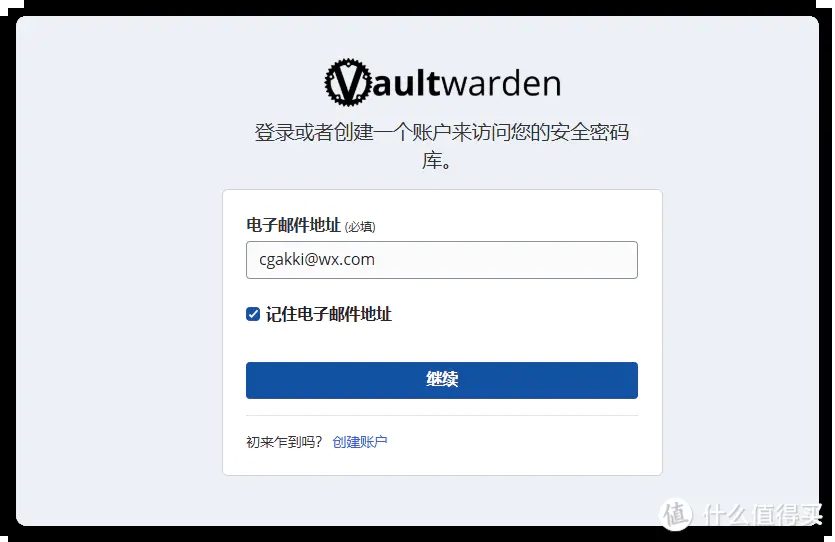 Vaultwarden
登录或者创建一个账户来访问您的安全密码
库。
电子邮件地址 (必填)
cgakki@wx.com
记住电子邮件地址
继续
初来乍到吗? 创建账户
值 什么值得买